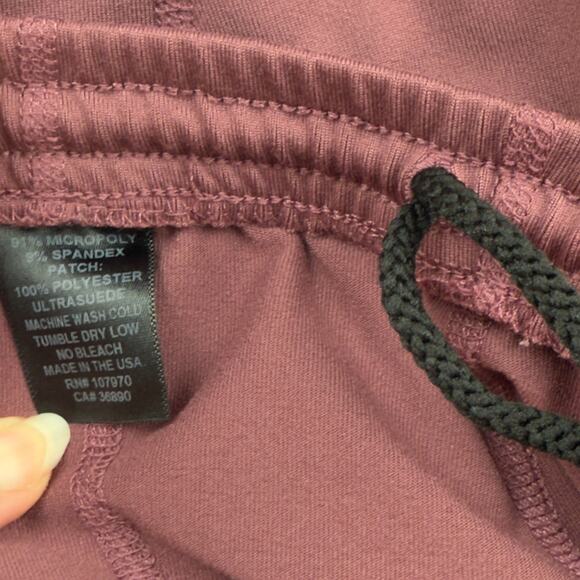 91% MICROPOLY
9% SPANDEX
PATCH:
100% POLYESTER
ULTRASUEDE
MACHINE WASH COLD
TUMBLE DRY LOW
NO BLEACH
MADE IN THE USA
RN# 107970
CA# 36890